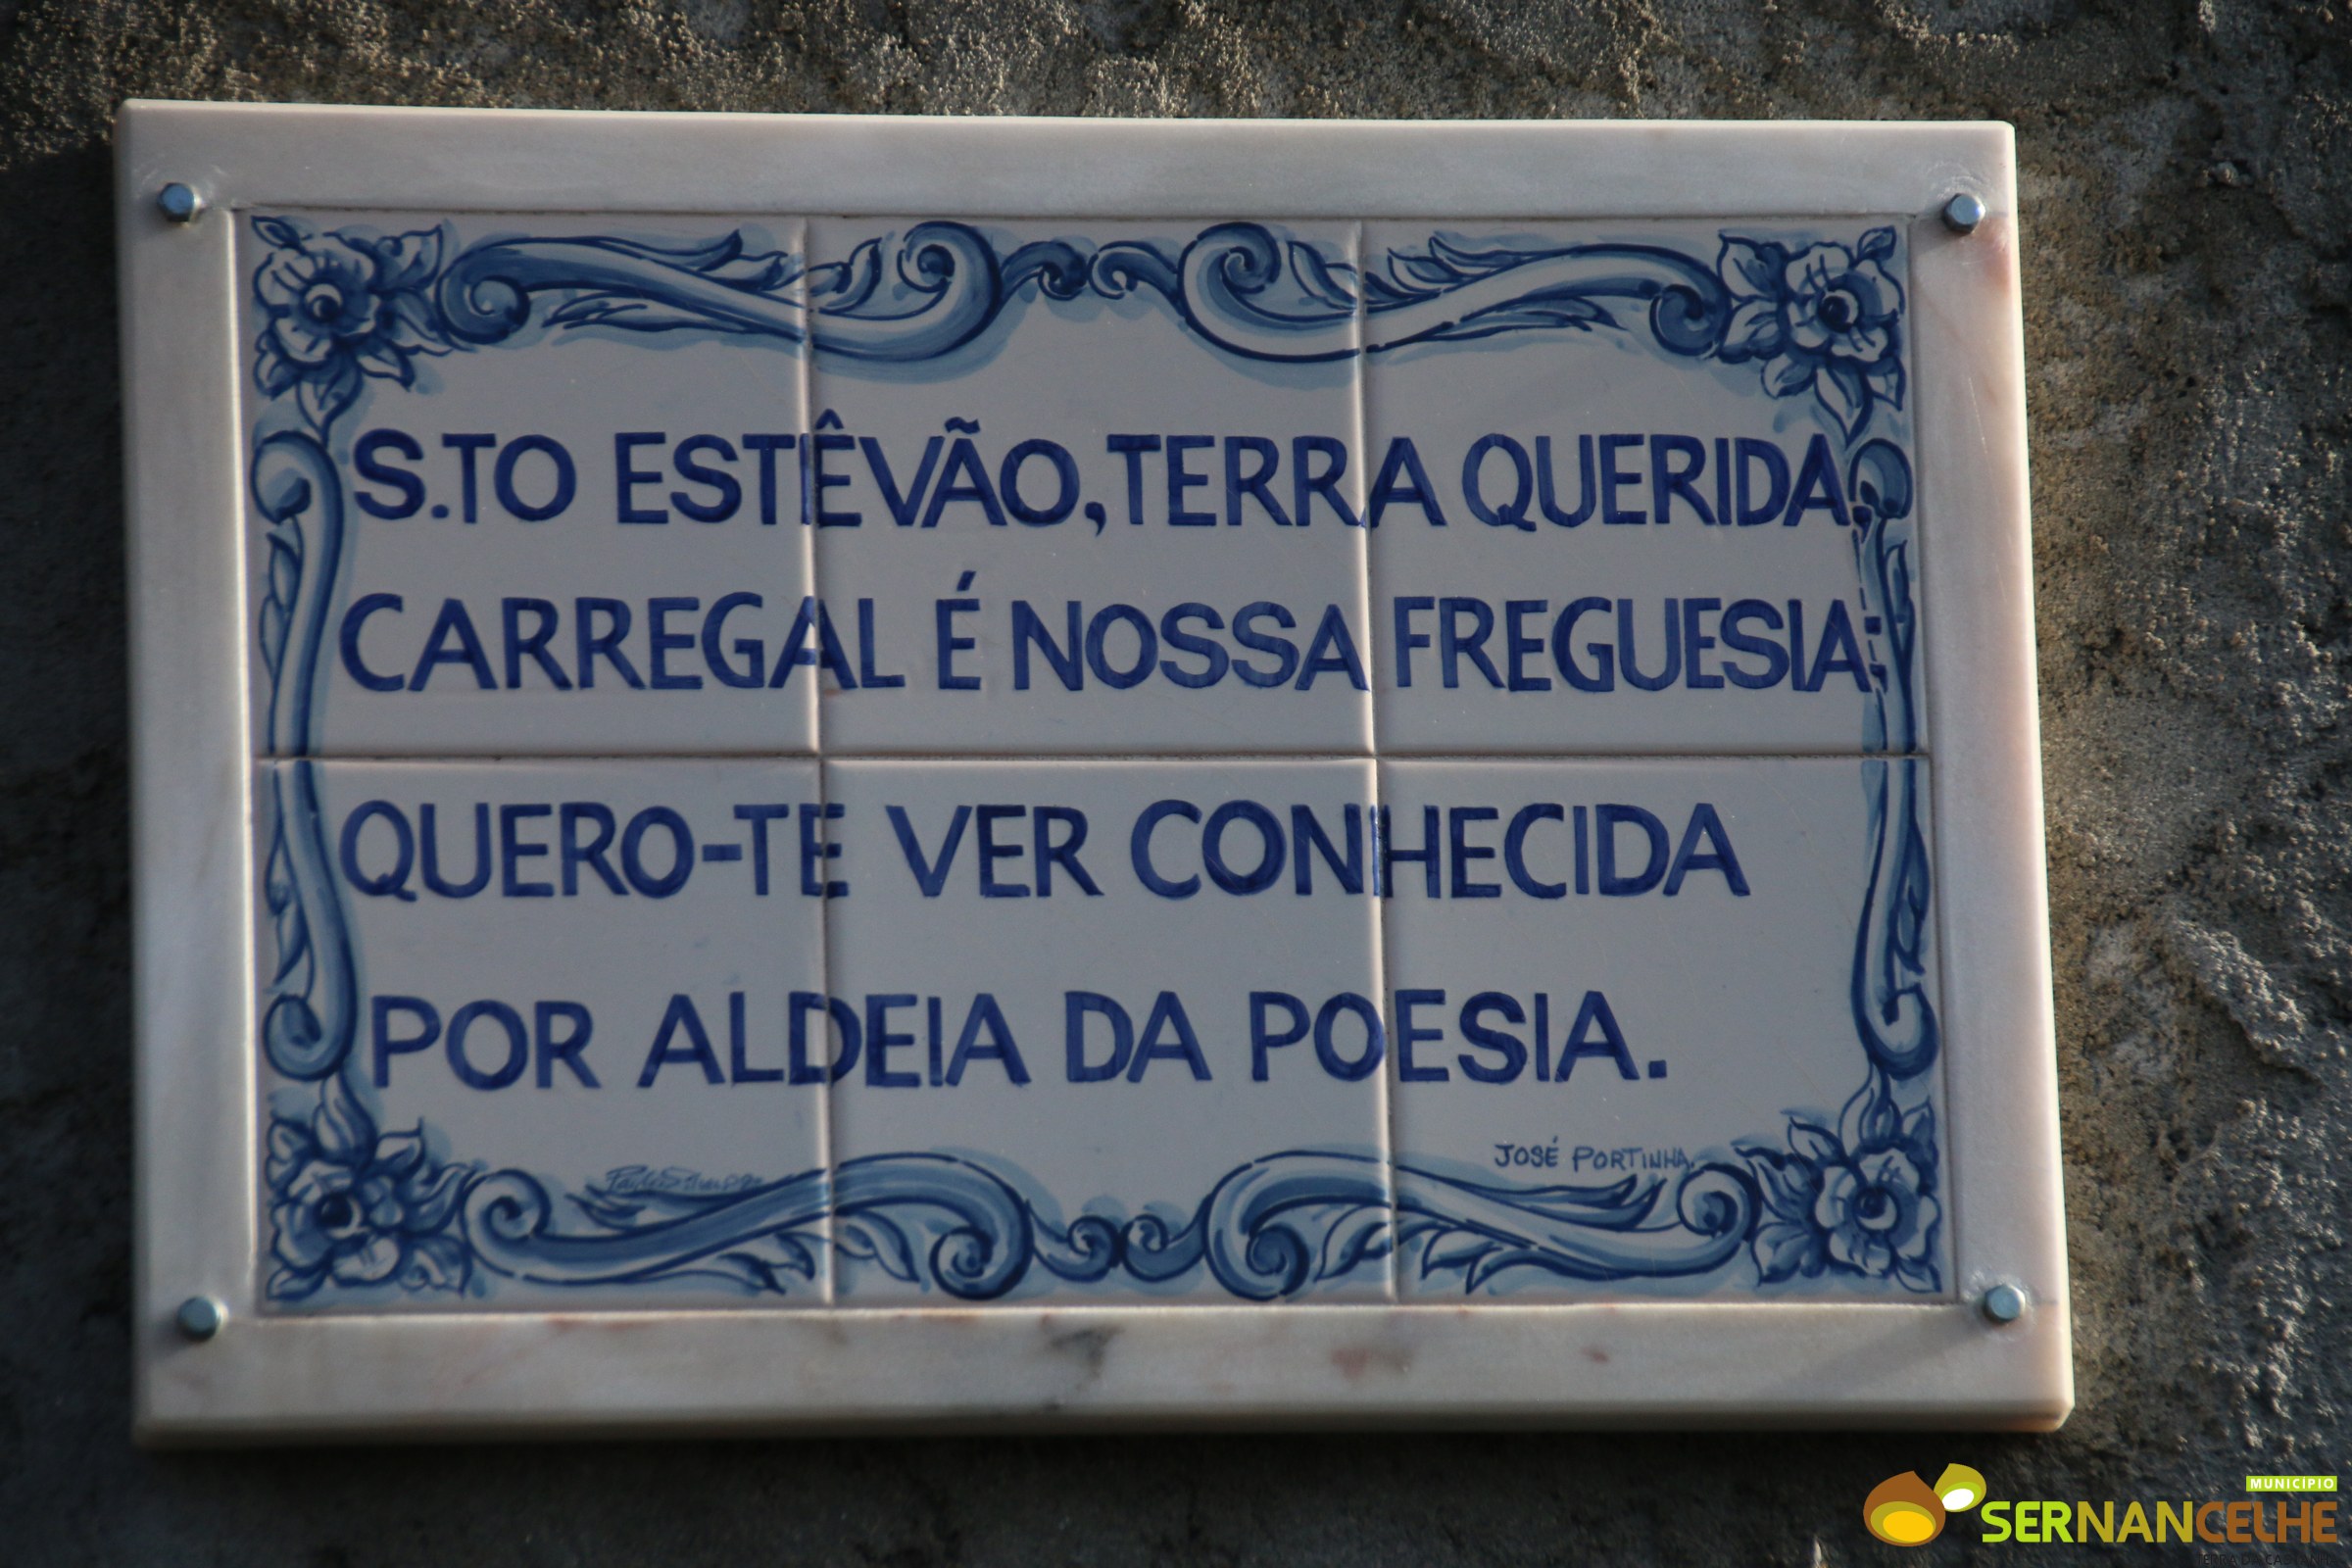 S.TO ESTÊVÃO, TERRA QUERIDA,
CARREGAL É NOSSA FREGUESIA;
QUERO-TE VER CONHECIDA
POR ALDEIA DA POESIA.
JOSÉ PORTINHA.
MUNICÍPIO
SERNANCELHE